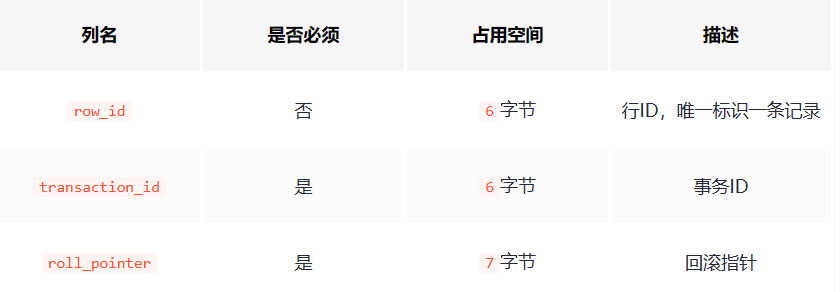 列名 是否必须 占用空间 描述
row_id 否 6 字节 行ID，唯一标识一条记录
transaction_id 是 6 字节 事务ID
roll_pointer 是 7 字节 回滚指针